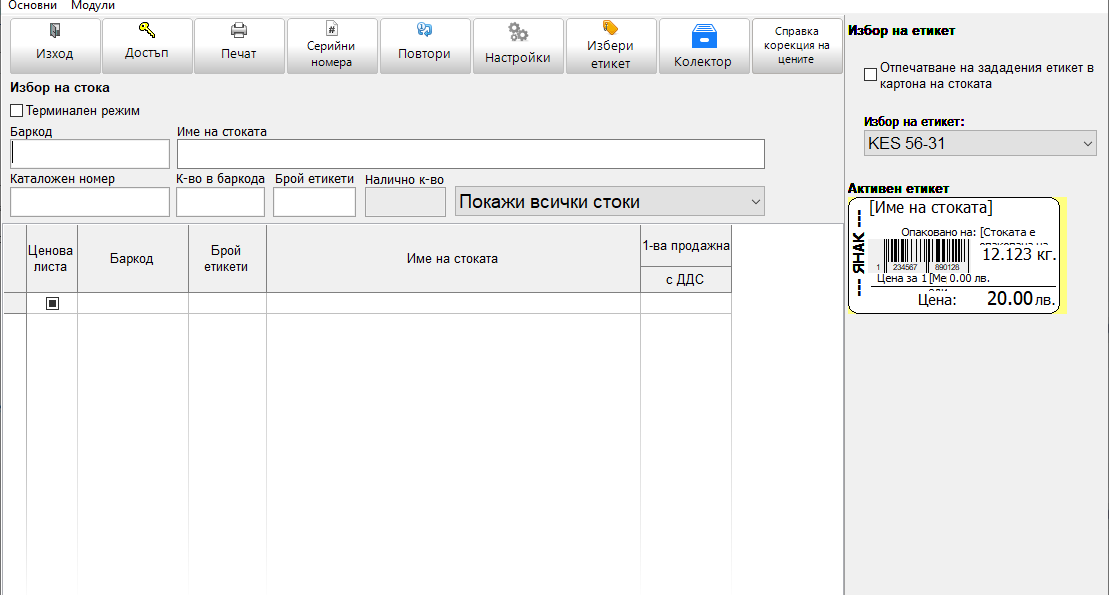 Основни Модули
Изход
Достъп
Печат
Серийни
номера
Повтори
Настройки
Избери
етикет
Колектор
Справка
корекция на
цените
Избор на стока
Терминален режим
Баркод
Име на стоката
Каталожен номер
К-во в баркода
Брой етикети
Налично к-во
Покажи всички стоки
Ценова
листа
Баркод
Брой
етикети
Име на стоката
1-ва продажна
с ДДС
Избор на етикет
Отпечатване на зададения етикет в
картона на стоката
Избор на етикет:
KES 56-31
Активен етикет
[Име на стоката]
--- ЯНАК ---
Опаковано на: [Стоката е
12.123 кг.
1 234567 890128
Цена за 1 [Ме 0.00 лв.
Цена: 20.00 лв.